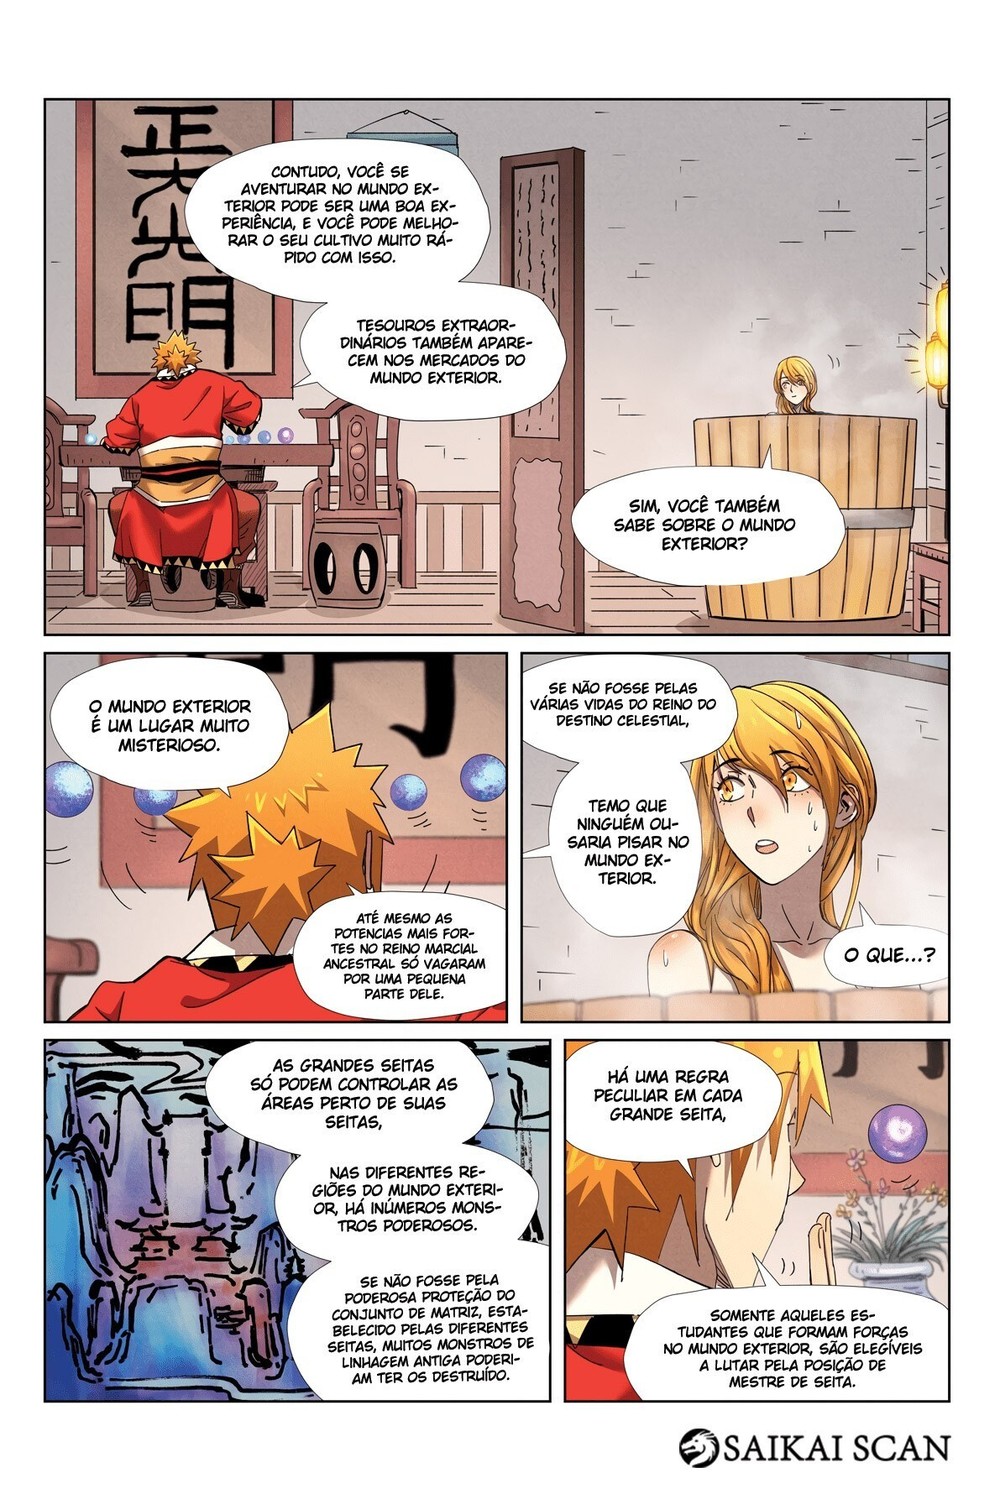 正大光明
CONTUDO, VOCÊ SE
AVENTURAR NO MUNDO EX-
TERIOR PODE SER UMA BOA EX-
PERIÊNCIA, E VOCÊ PODE MELHO-
RAR O SEU CULTIVO MUITO RÁ-
PIDO COM ISSO.
TESOUROS EXTRAOR-
DINÁRIOS TAMBÉM APARE-
CEM NOS MERCADOS DO
MUNDO EXTERIOR.
SIM, VOCÊ TAMBÉM
SABE SOBRE O MUNDO
EXTERIOR?
O MUNDO EXTERIOR
É UM LUGAR MUITO
MISTERIOSO.
ATÉ MESMO AS
POTENCIAS MAIS FOR-
TES NO REINO MARCIAL
ANCESTRAL SÓ VAGARAM
POR UMA PEQUENA
PARTE DELE.
SE NÃO FOSSE PELAS
VÁRIAS VIDAS DO REINO DO
DESTINO CELESTIAL,
TEMO QUE
NINGUÉM OU-
SARIA PISAR NO
MUNDO EX-
TERIOR.
O QUE...?
AS GRANDES SEITAS
SÓ PODEM CONTROLAR AS
ÁREAS PERTO DE SUAS
SEITAS,
NAS DIFERENTES RE-
GIÕES DO MUNDO EXTERI-
OR, HÁ INÚMEROS MONS-
TROS PODEROSOS.
SE NÃO FOSSE PELA
PODEROSA PROTEÇÃO DO
CONJUNTO DE MATRIZ, ESTA-
BELECIDO PELAS DIFERENTES
SEITAS, MUITOS MONSTROS DE
LINHAGEM ANTIGA PODERI-
AM TER OS DESTRUÍDO.
HÁ UMA REGRA
PECULIAR EM CADA
GRANDE SEITA,
SOMENTE AQUELES ES-
TUDANTES QUE FORMAM FORÇAS
NO MUNDO EXTERIOR, SÃO ELEGÍVEIS
A LUTAR PELA POSIÇÃO DE
MESTRE DE SEITA.
SAIKAI SCAN